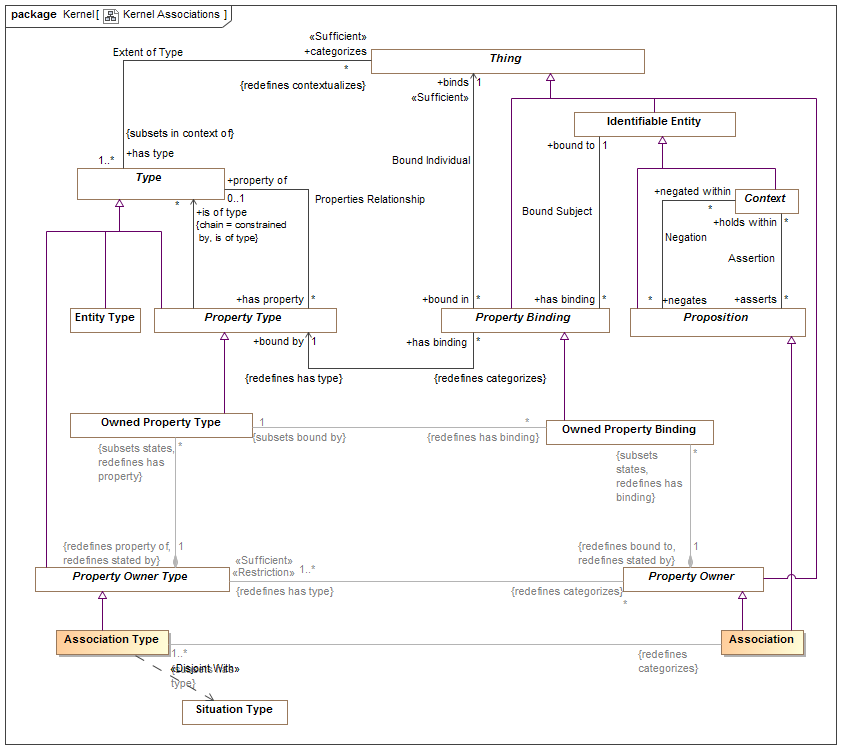 package Kernel[ Kernel Associations ]
«Sufficient»
Extent of Type
+categorizes
*
Thing
{redefines contextualizes}
+binds
1
«Sufficient»
Identifiable Entity
{subsets in context of}
+bound to
1
1..*
+has type
Bound Individual
Type
+property of
0..1
Properties Relationship
+negated within
*
Context
*
+is of type
{chain = constrained
by, is of type}
Bound Subject
+holds within
*
Negation
Assertion
+has property
*
+bound in
*
+has binding
*
*
+negates
+asserts
*
Entity Type
Property Type
Property Binding
Proposition
+bound by
1
+has binding
*
{redefines has type}
{redefines categorizes}
Owned Property Type
1
{subsets bound by}
*
{redefines has binding}
Owned Property Binding
{subsets states,
redefines has
property}
*
{subsets
states,
redefines has
binding}
*
{redefines property of,
redefines stated by}
1
{redefines bound to,
redefines stated by}
1
«Sufficient»
«Restriction»
1..*
{redefines has type}
Property Owner Type
{redefines categorizes}
*
Property Owner
Association Type
1..*
{subsets has
type}
«Disjoint With»
{redefines
categorizes}
Association
Situation Type